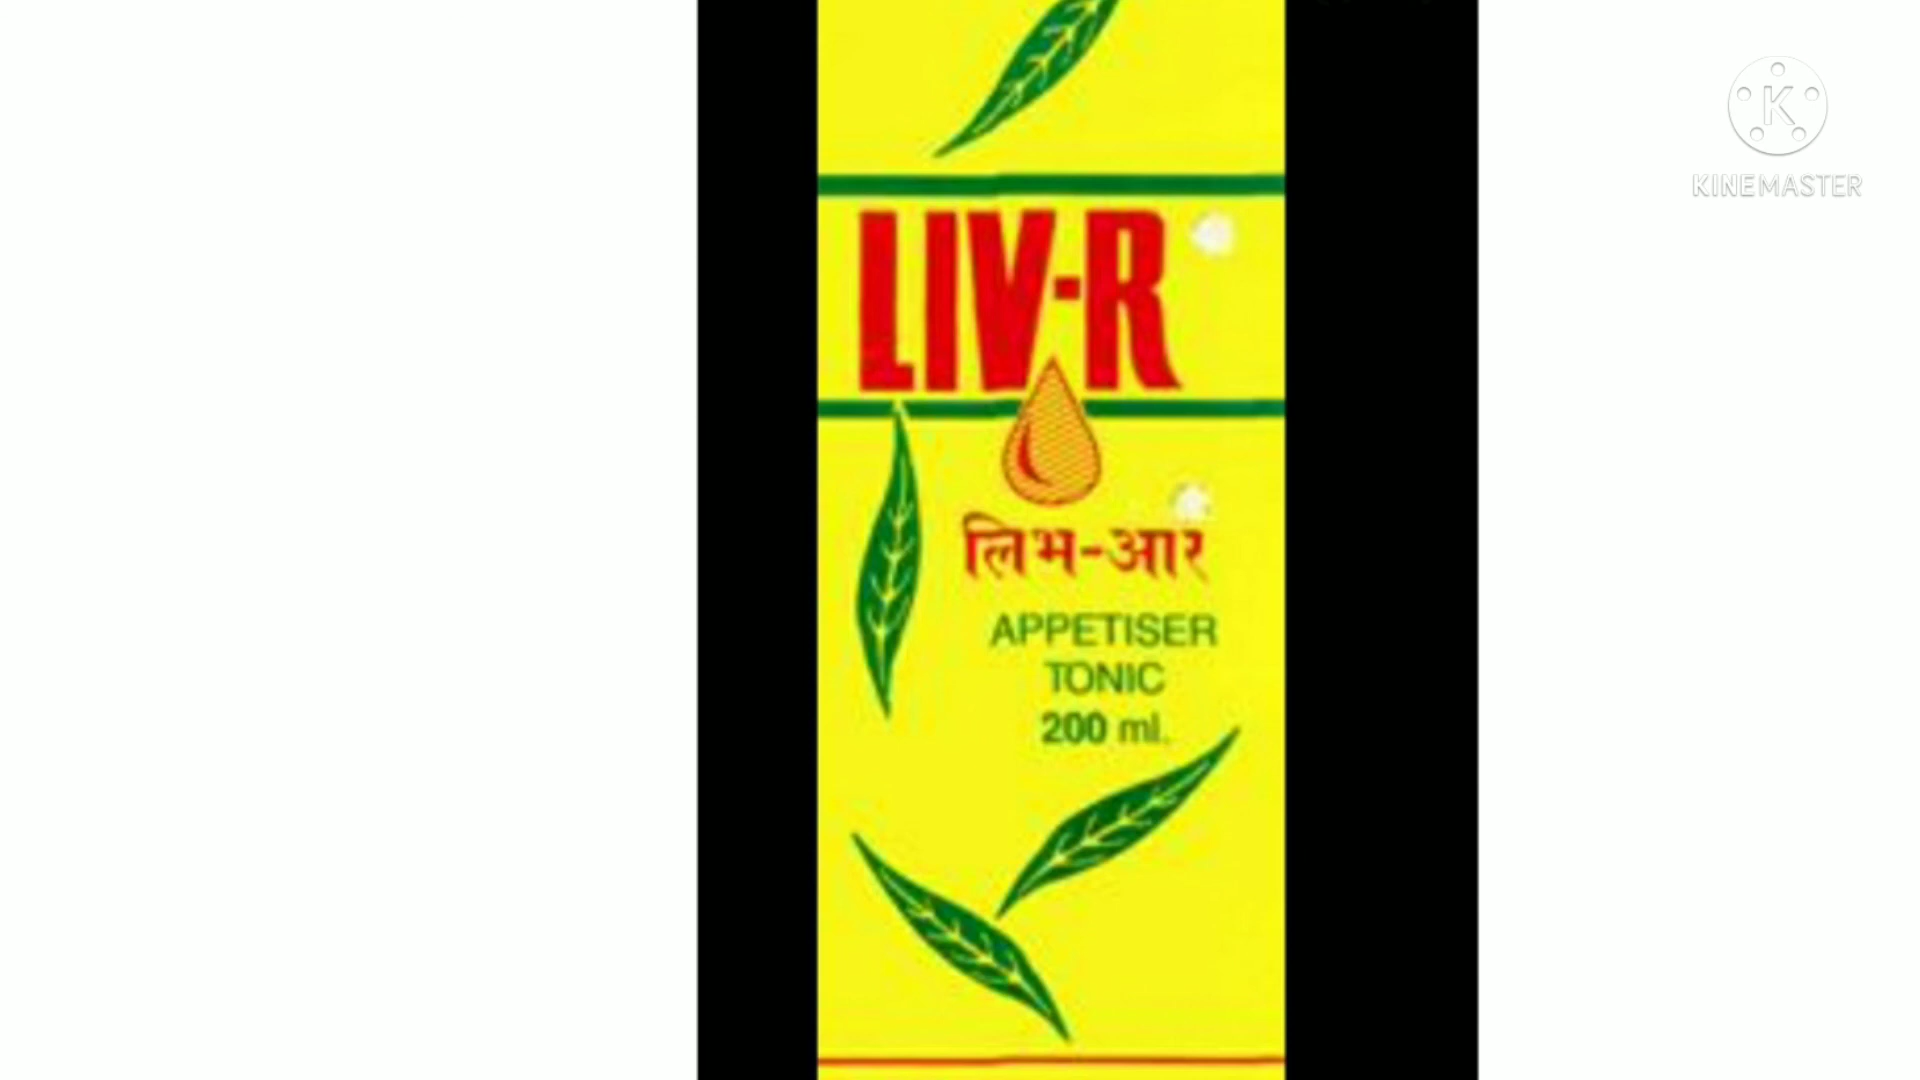 LIV-R
लिभ-आर
APPETISER
TONIC
200 ml.
K
KINEMASTER